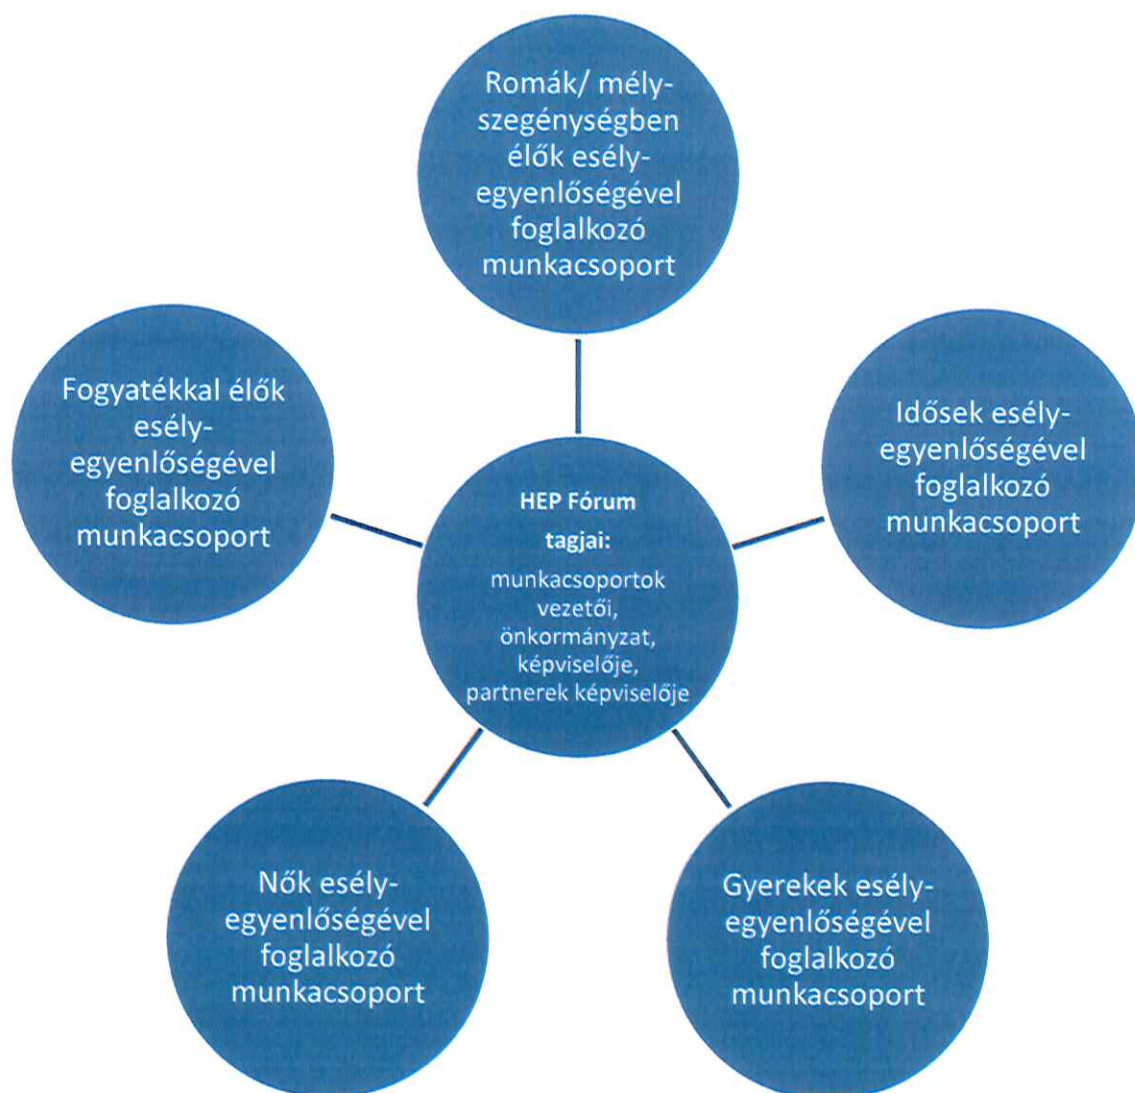 Romák/ mély-
szegénységben
élők esély-
egyenlőségével
foglalkozó
munkacsoport
Idősek esély-
egyenlőségével
foglalkozó
munkacsoport
Gyerekek esély-
egyenlőségével
foglalkozó
munkacsoport
Nők esély-
egyenlőségével
foglalkozó
munkacsoport
Fogyatékkal élők
esély-
egyenlőségével
foglalkozó
munkacsoport
HEP Fórum
tagjai:
munkacsoportok
vezetői,
önkormányzat,
képviselője,
partnerek képviselője